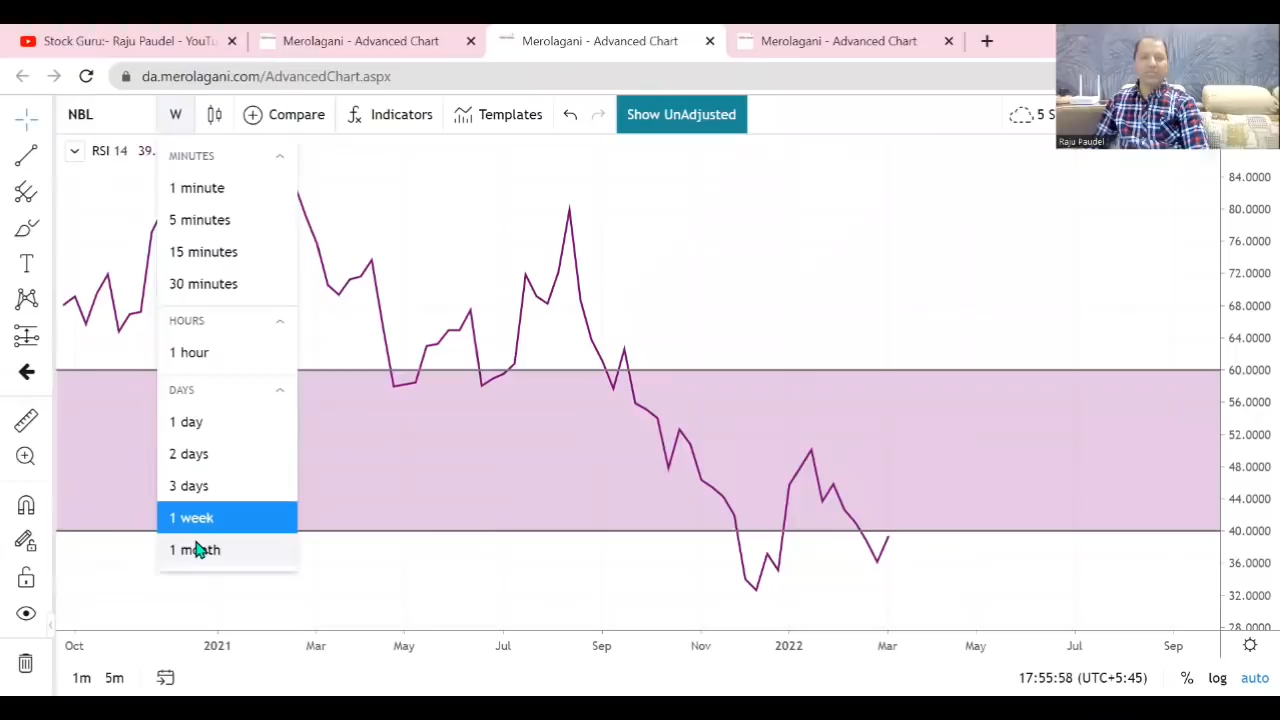 Stock Guru:- Raju Paudel - YouTu
Merolagani - Advanced Chart
Merolagani - Advanced Chart
Merolagani - Advanced Chart
da.merolagani.com/AdvancedChart.aspx
NBL
W
Compare
Indicators
Templates
Show UnAdjusted
5 S
Raju Paudel
RSI 14 39.
MINUTES
1 minute
5 minutes
15 minutes
30 minutes
HOURS
1 hour
DAYS
1 day
2 days
3 days
1 week
1 month
84.0000
80.0000
76.0000
72.0000
68.0000
64.0000
60.0000
56.0000
52.0000
48.0000
44.0000
40.0000
36.0000
32.0000
28.0000
Oct 2021 Mar May Jul Sep Nov 2022 Mar May Jul Sep
1m 5m
17:55:58 (UTC+5:45) % log auto